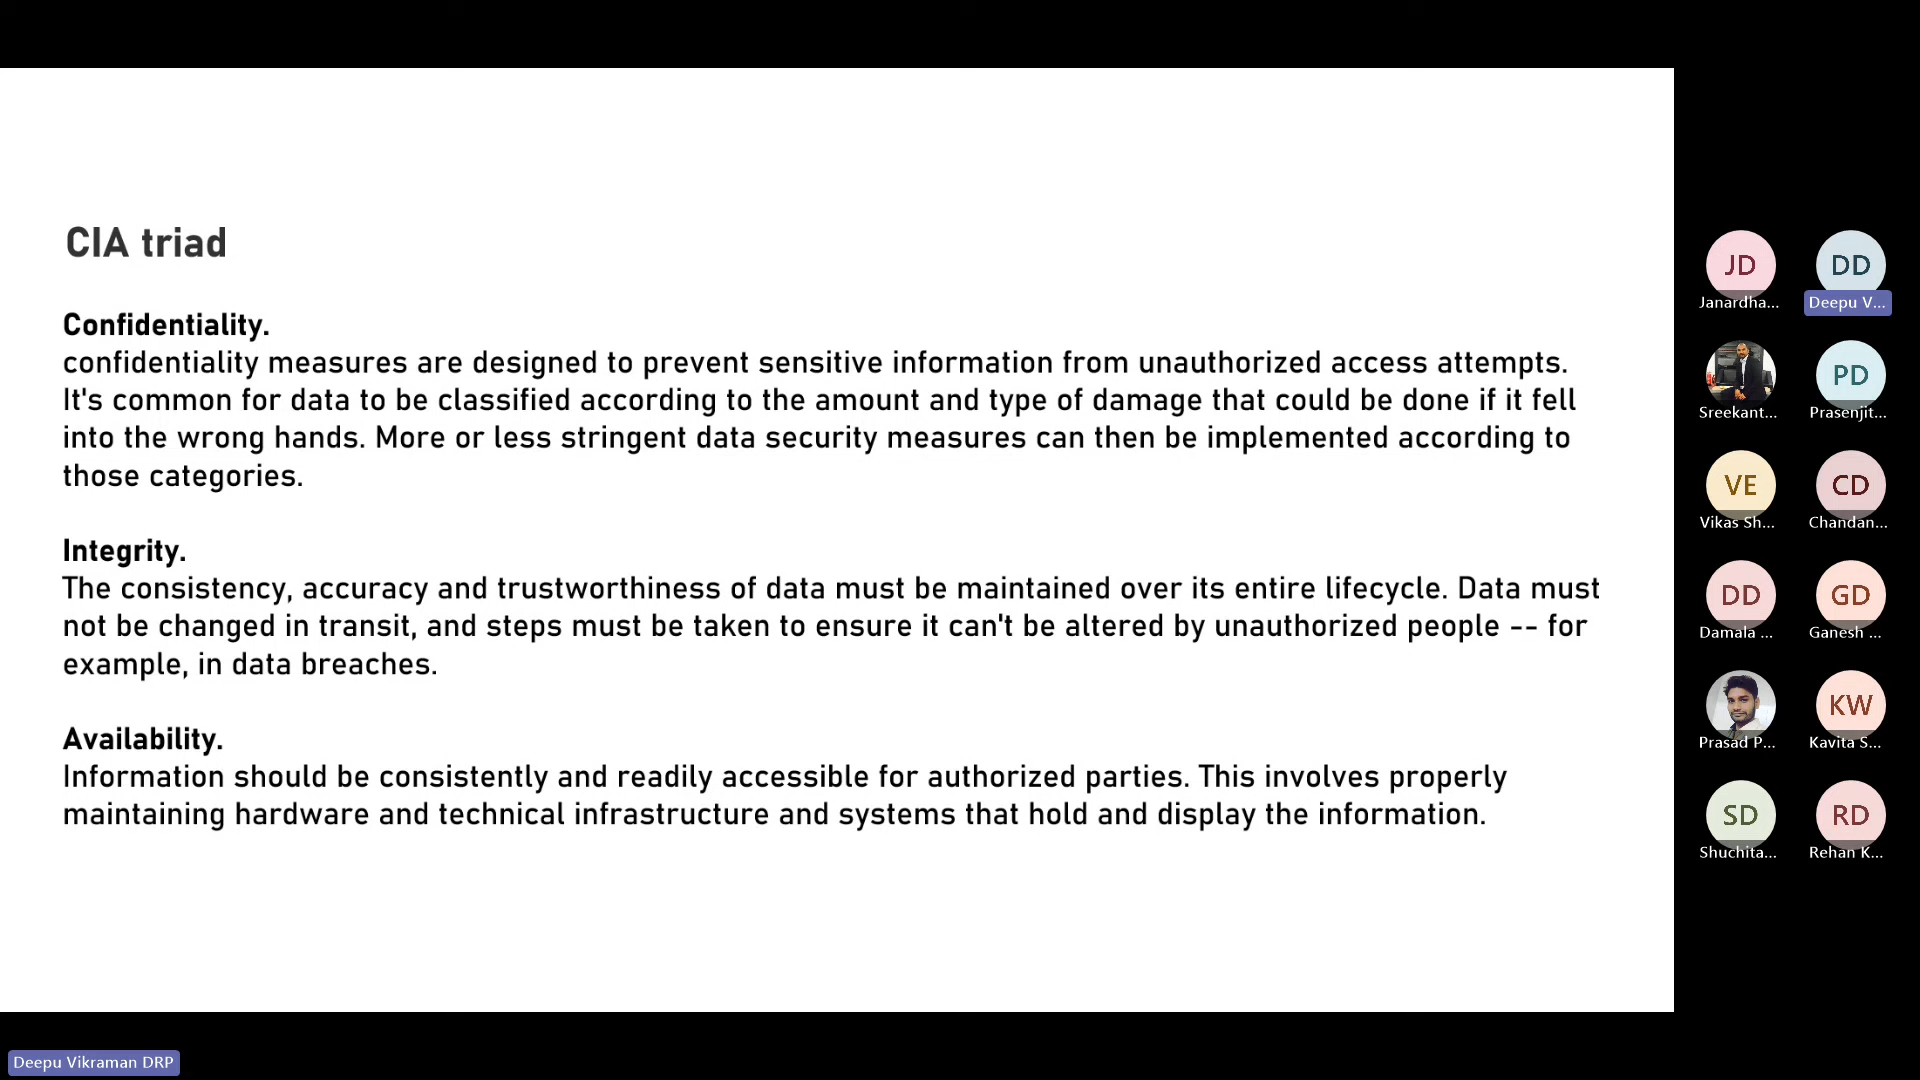 CIA triad
Confidentiality.
confidentiality measures are designed to prevent sensitive information from unauthorized access attempts.
It's common for data to be classified according to the amount and type of damage that could be done if it fell
into the wrong hands. More or less stringent data security measures can then be implemented according to
those categories.
Integrity.
The consistency, accuracy and trustworthiness of data must be maintained over its entire lifecycle. Data must
not be changed in transit, and steps must be taken to ensure it can't be altered by unauthorized people -- for
example, in data breaches.
Availability.
Information should be consistently and readily accessible for authorized parties. This involves properly
maintaining hardware and technical infrastructure and systems that hold and display the information.
JD
Janardha...
DD
Deepu V...
Sreekant...
PD
Prasenjit...
VE
Vikas Sh...
CD
Chandan...
DD
Damala ...
GD
Ganesh ...
Prasad P...
KW
Kavita S...
SD
Shuchita...
RD
Rehan K...
Deepu Vikraman DRP